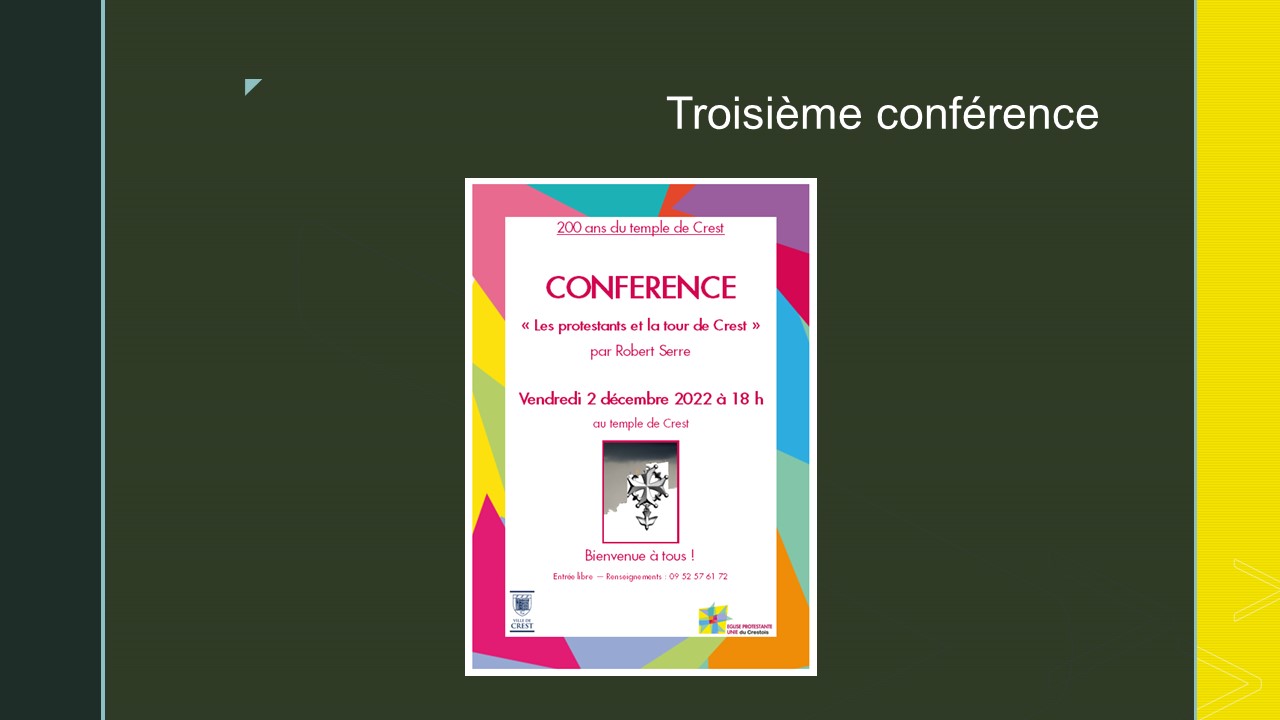 Troisième conférence
200 ans du temple de Crest
CONFERENCE
« Les protestants et la tour de Crest »
par Robert Serre
Vendredi 2 décembre 2022 à 18 h
au temple de Crest
Bienvenue à tous !
Entrée libre — Renseignements : 09 52 57 61 72
VILLE DE
CREST
EGLISE PROTESTANTE
UNIE du Crestois